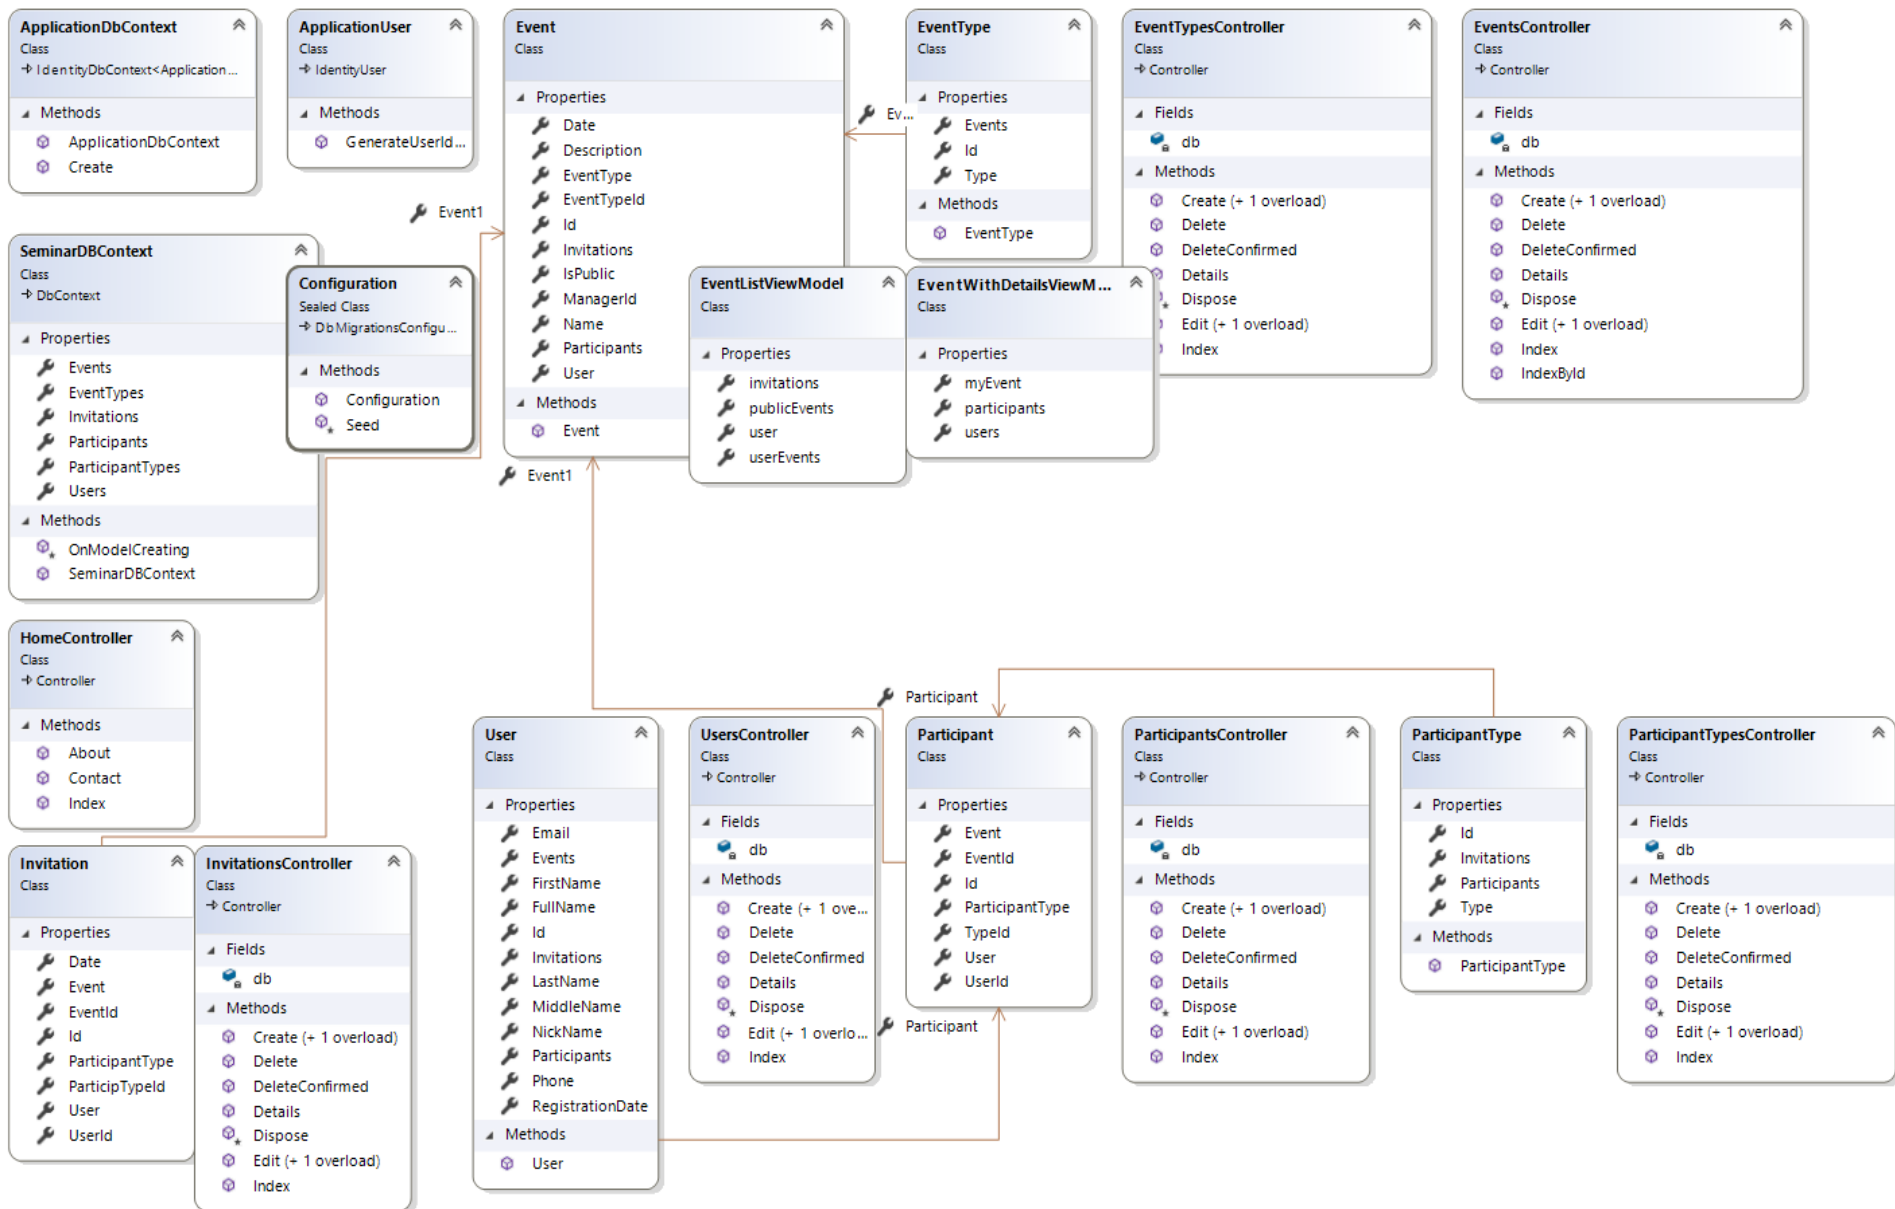 ApplicationDbContext
Class
IdentityDbContext<Application...
Methods
ApplicationDbContext
Create
ApplicationUser
Class
IdentityUser
Methods
GenerateUserId...
Event
Class
Properties
Date
Description
EventType
EventTypeId
Id
Invitations
IsPublic
ManagerId
Name
Participants
User
Methods
Event
Ev...
EventType
Class
Properties
Events
Id
Type
Methods
EventType
EventTypesController
Class
Controller
Fields
db
Methods
Create (+ 1 overload)
Delete
DeleteConfirmed
Details
Dispose
Edit (+ 1 overload)
Index
EventsController
Class
Controller
Fields
db
Methods
Create (+ 1 overload)
Delete
DeleteConfirmed
Details
Dispose
Edit (+ 1 overload)
Index
IndexById
Event1
SeminarDBContext
Class
DbContext
Properties
Events
EventTypes
Invitations
Participants
ParticipantTypes
Users
Methods
OnModelCreating
SeminarDBContext
Configuration
Sealed Class
DbMigrationsConfigu...
Methods
Configuration
Seed
EventListViewModel
Class
Properties
invitations
publicEvents
user
userEvents
EventWithDetailsViewM...
Class
Properties
myEvent
participants
users
Event1
HomeController
Class
Controller
Methods
About
Contact
Index
Invitation
Class
Properties
Date
Event
EventId
Id
ParticipantType
ParticipTypeId
User
UserId
InvitationsController
Class
Controller
Fields
db
Methods
Create (+ 1 overload)
Delete
DeleteConfirmed
Details
Dispose
Edit (+ 1 overload)
Index
User
Class
Properties
Email
Events
FirstName
FullName
Id
Invitations
LastName
MiddleName
NickName
Participants
Phone
RegistrationDate
Methods
User
UsersController
Class
Controller
Fields
db
Methods
Create (+ 1 ove...
Delete
DeleteConfirmed
Details
Dispose
Edit (+ 1 overlo...
Index
Participant
Participant
Class
Properties
Event
EventId
Id
ParticipantType
TypeId
User
UserId
Participant
ParticipantsController
Class
Controller
Fields
db
Methods
Create (+ 1 overload)
Delete
DeleteConfirmed
Details
Dispose
Edit (+ 1 overload)
Index
ParticipantType
Class
Properties
Id
Invitations
Participants
Type
Methods
ParticipantType
ParticipantTypesController
Class
Controller
Fields
db
Methods
Create (+ 1 overload)
Delete
DeleteConfirmed
Details
Dispose
Edit (+ 1 overload)
Index